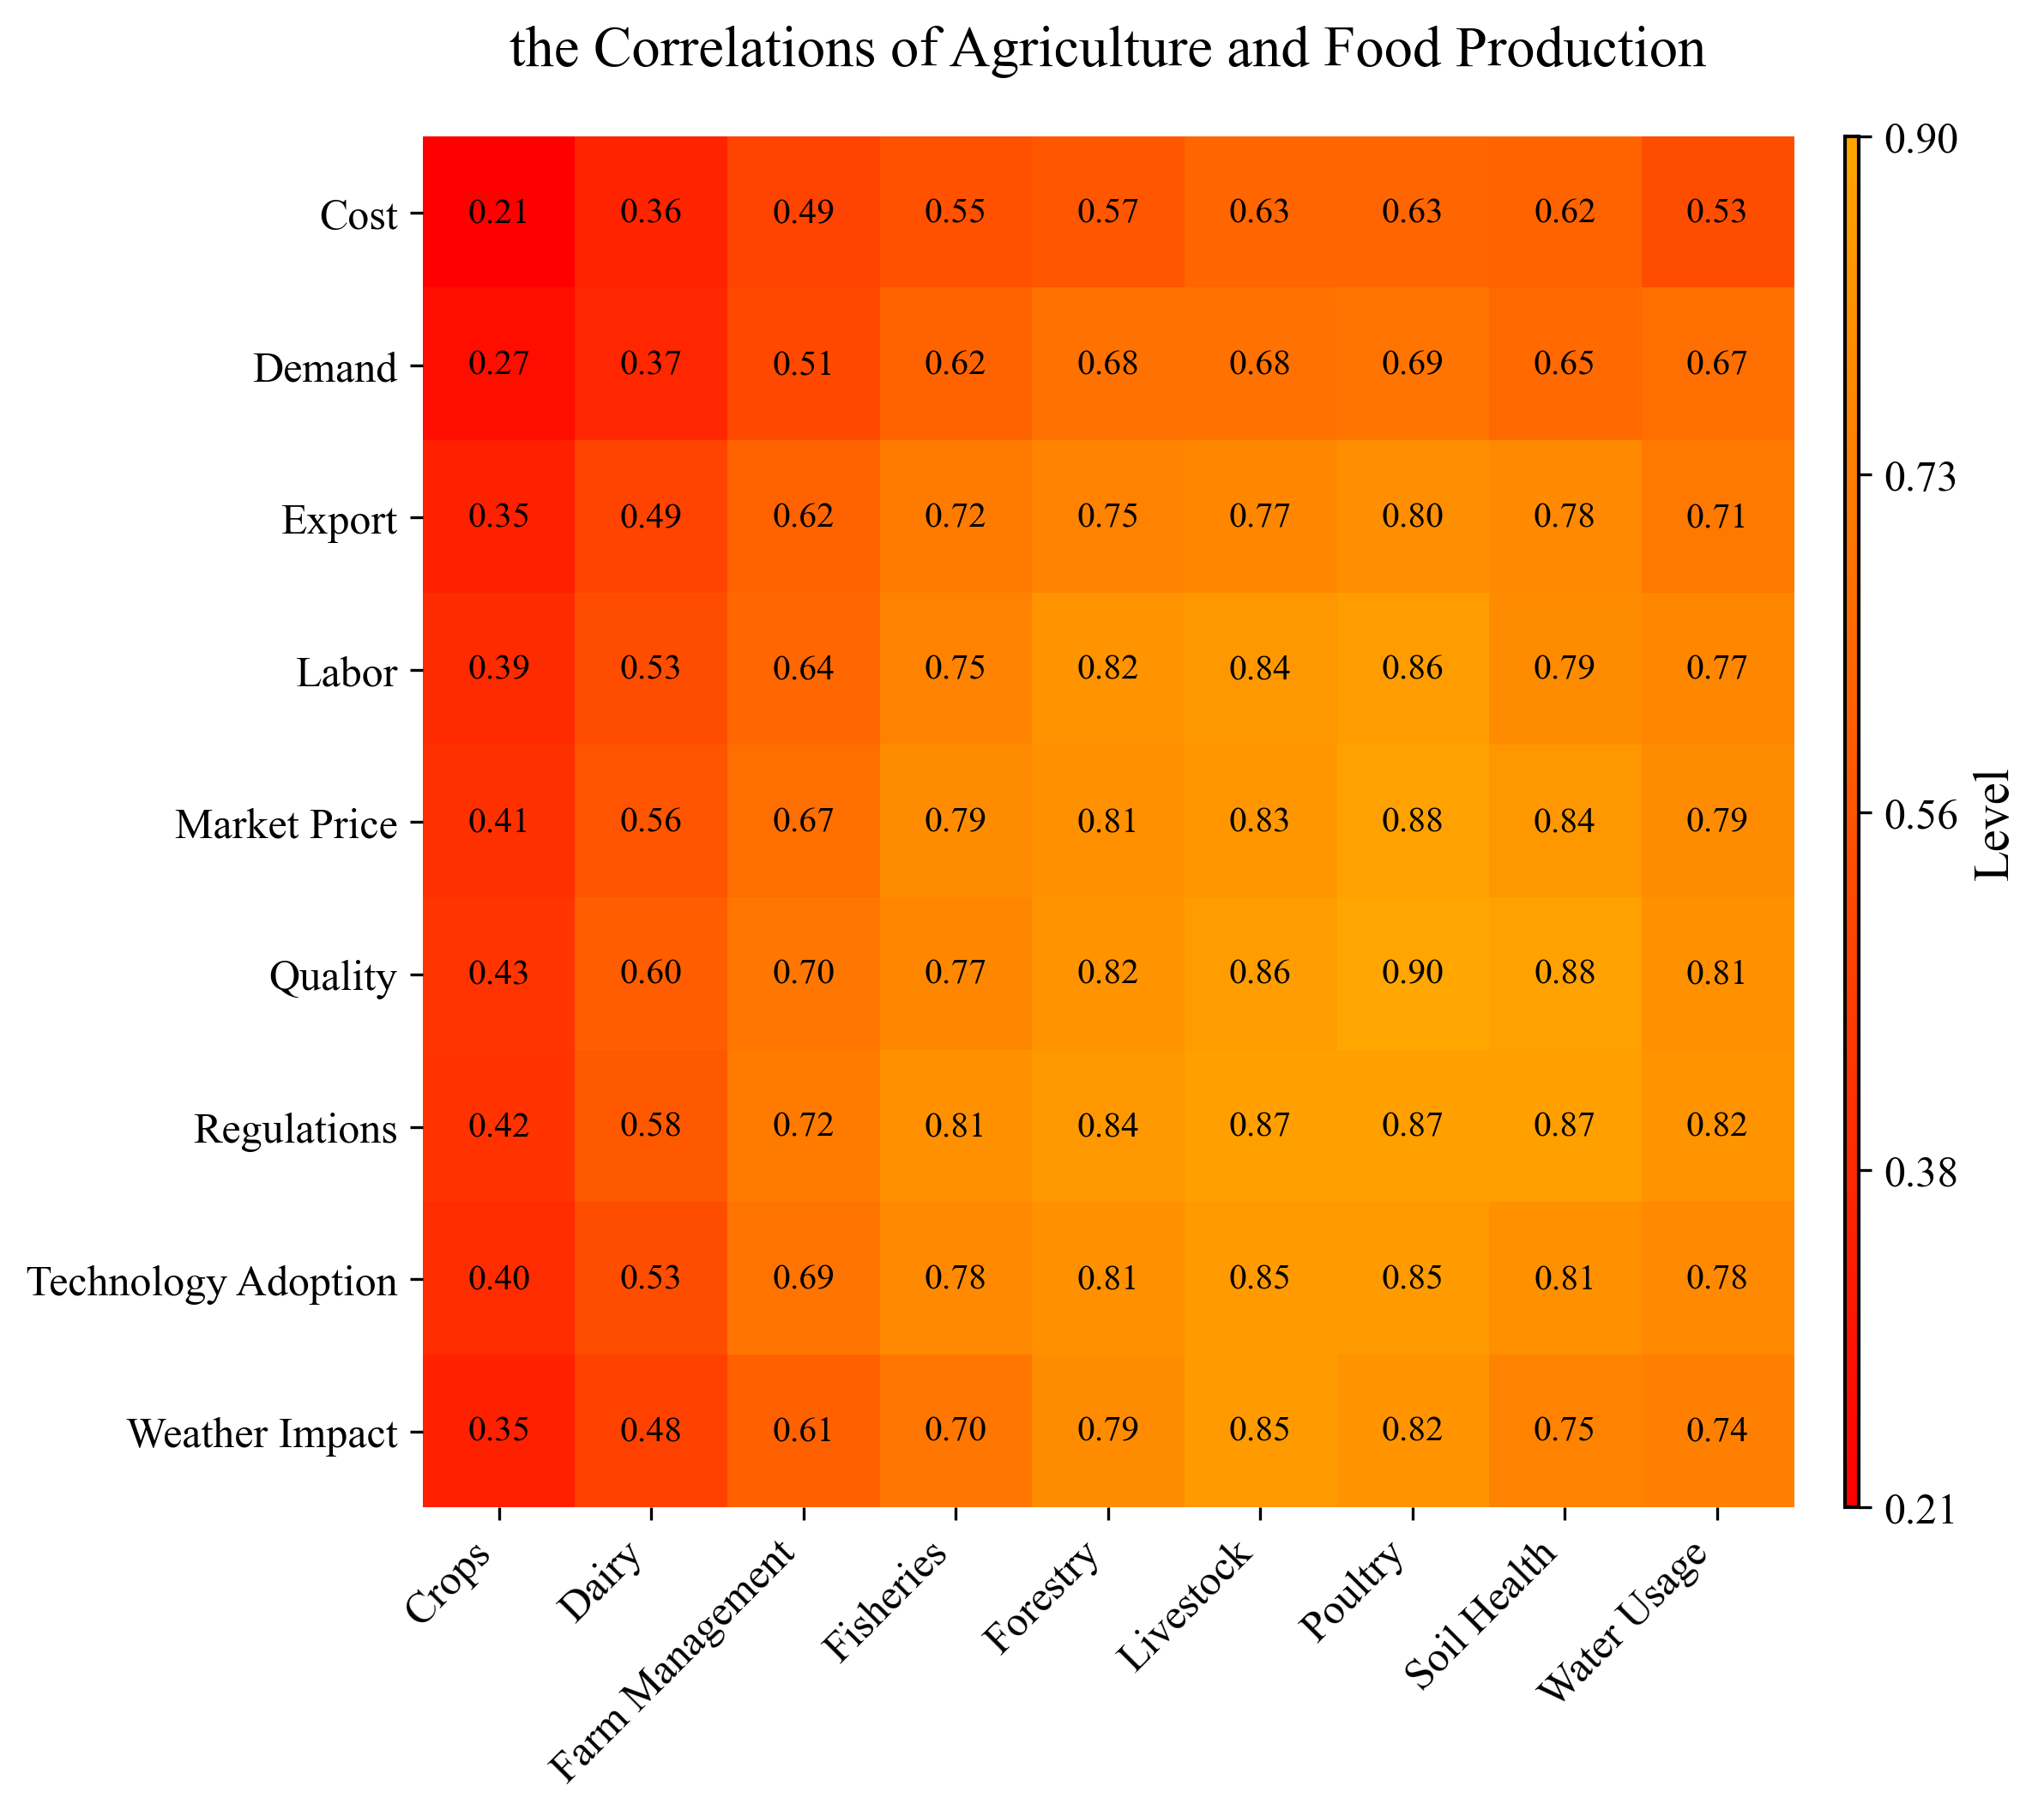 the Correlations of Agriculture and Food Production
Cost 0.21 0.36 0.49 0.55 0.57 0.63 0.63 0.62 0.53
Demand 0.27 0.37 0.51 0.62 0.68 0.68 0.69 0.65 0.67
Export 0.35 0.49 0.62 0.72 0.75 0.77 0.80 0.78 0.71
Labor 0.39 0.53 0.64 0.75 0.82 0.84 0.86 0.79 0.77
Market Price 0.41 0.56 0.67 0.79 0.81 0.83 0.88 0.84 0.79
Quality 0.43 0.60 0.70 0.77 0.82 0.86 0.90 0.88 0.81
Regulations 0.42 0.58 0.72 0.81 0.84 0.87 0.87 0.87 0.82
Technology Adoption 0.40 0.53 0.69 0.78 0.81 0.85 0.85 0.81 0.78
Weather Impact 0.35 0.48 0.61 0.70 0.79 0.85 0.82 0.75 0.74
Crops
Dairy
Farm Management
Fisheries
Forestry
Livestock
Poultry
Soil Health
Water Usage
0.90
0.73
0.56
0.38
0.21
Level